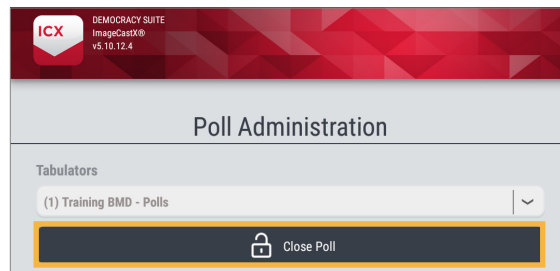 ICX
DEMOCRACY SUITE
ImageCastX®
v5.10.12.4
Poll Administration
Tabulators
(1) Training BMD - Polls
Close Poll